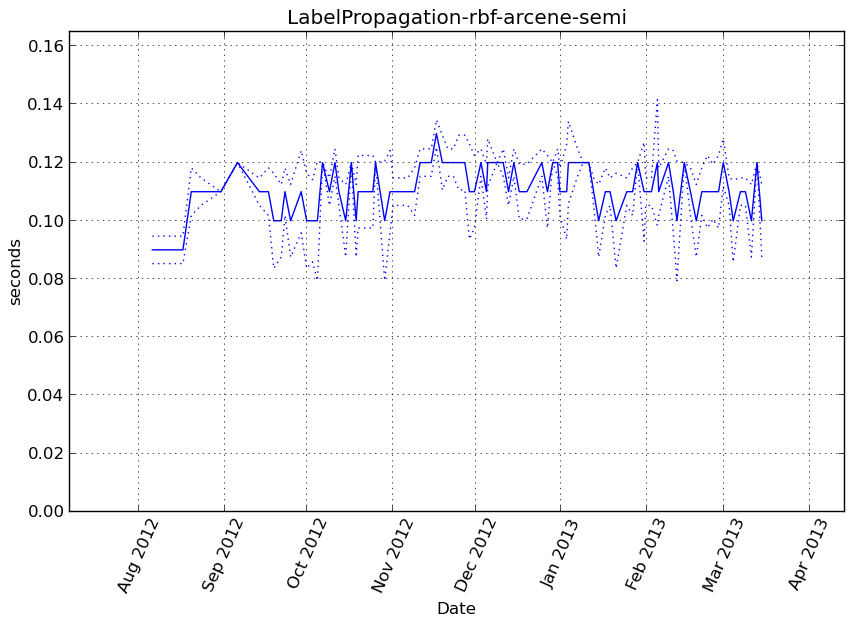 LabelPropagation-rbf-arcene-semi
0.16
0.14
0.12
0.10
0.08
0.06
0.04
0.02
0.00
seconds
Aug 2012
Sep 2012
Oct 2012
Nov 2012
Dec 2012
Jan 2013
Feb 2013
Mar 2013
Apr 2013
Date